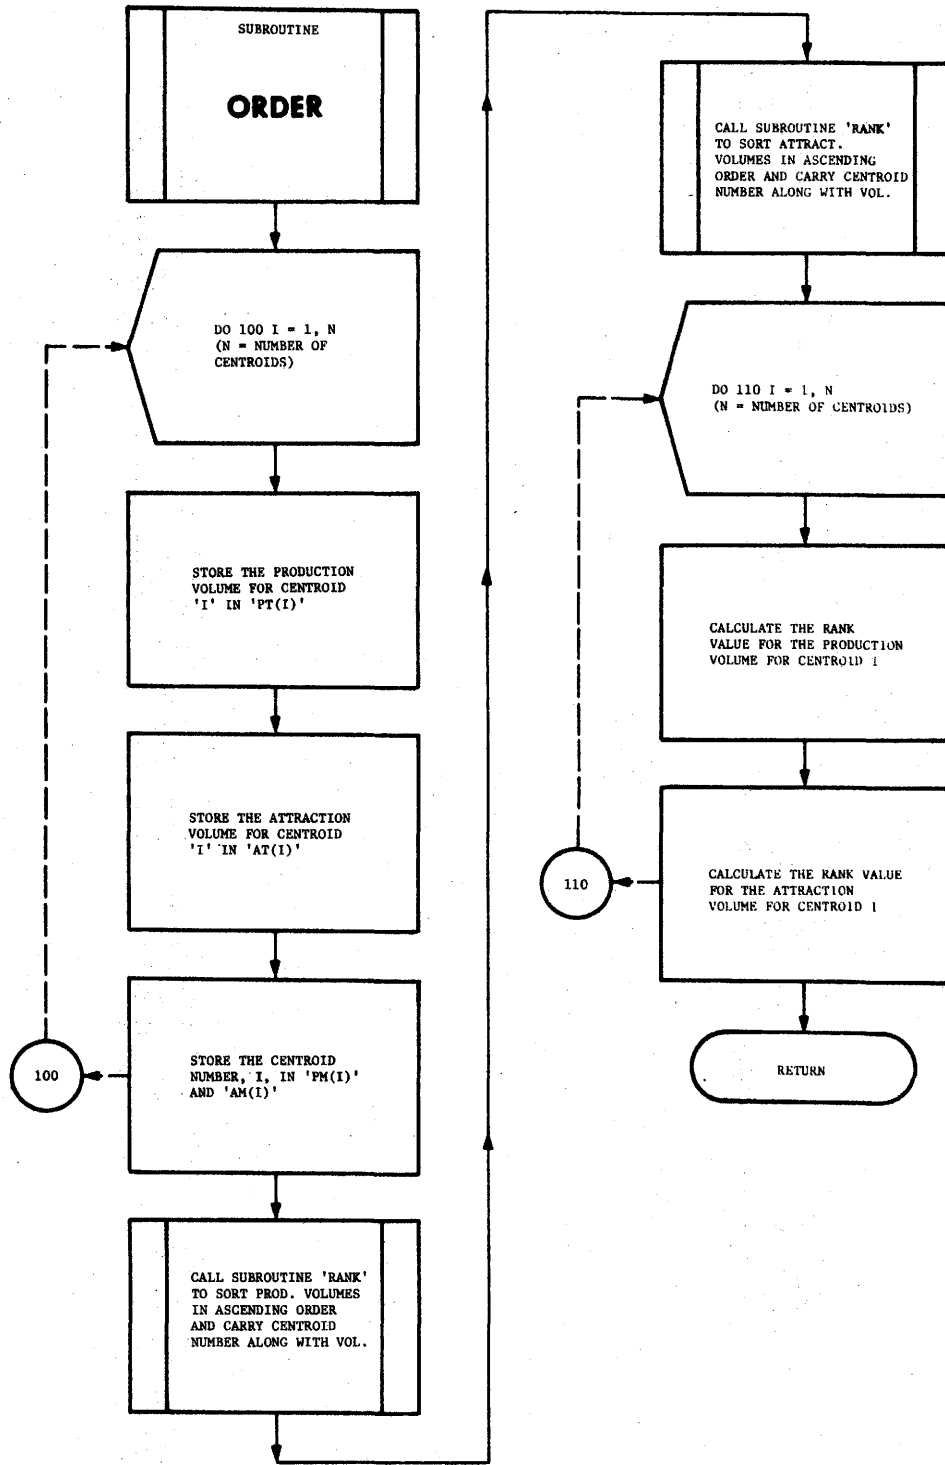 SUBROUTINE
ORDER
DO 100 I = 1, N
(N = NUMBER OF
CENTROIDS)
STORE THE PRODUCTION
VOLUME FOR CENTROID
'I' IN 'PT(I)'
STORE THE ATTRACTION
VOLUME FOR CENTROID
'I' IN 'AT(I)'
STORE THE CENTROID
NUMBER, I, IN 'PM(I)'
AND 'AM(I)'
100
CALL SUBROUTINE 'RANK'
TO SORT PROD. VOLUMES
IN ASCENDING ORDER
AND CARRY CENTROID
NUMBER ALONG WITH VOL.
CALL SUBROUTINE 'RANK'
TO SORT ATTRACT.
VOLUMES IN ASCENDING
ORDER AND CARRY CENTROID
NUMBER ALONG WITH VOL.
DO 110 I = 1, N
(N = NUMBER OF CENTROIDS)
CALCULATE THE RANK
VALUE FOR THE PRODUCTION
VOLUME FOR CENTROID I
CALCULATE THE RANK VALUE
FOR THE ATTRACTION
VOLUME FOR CENTROID I
110
RETURN